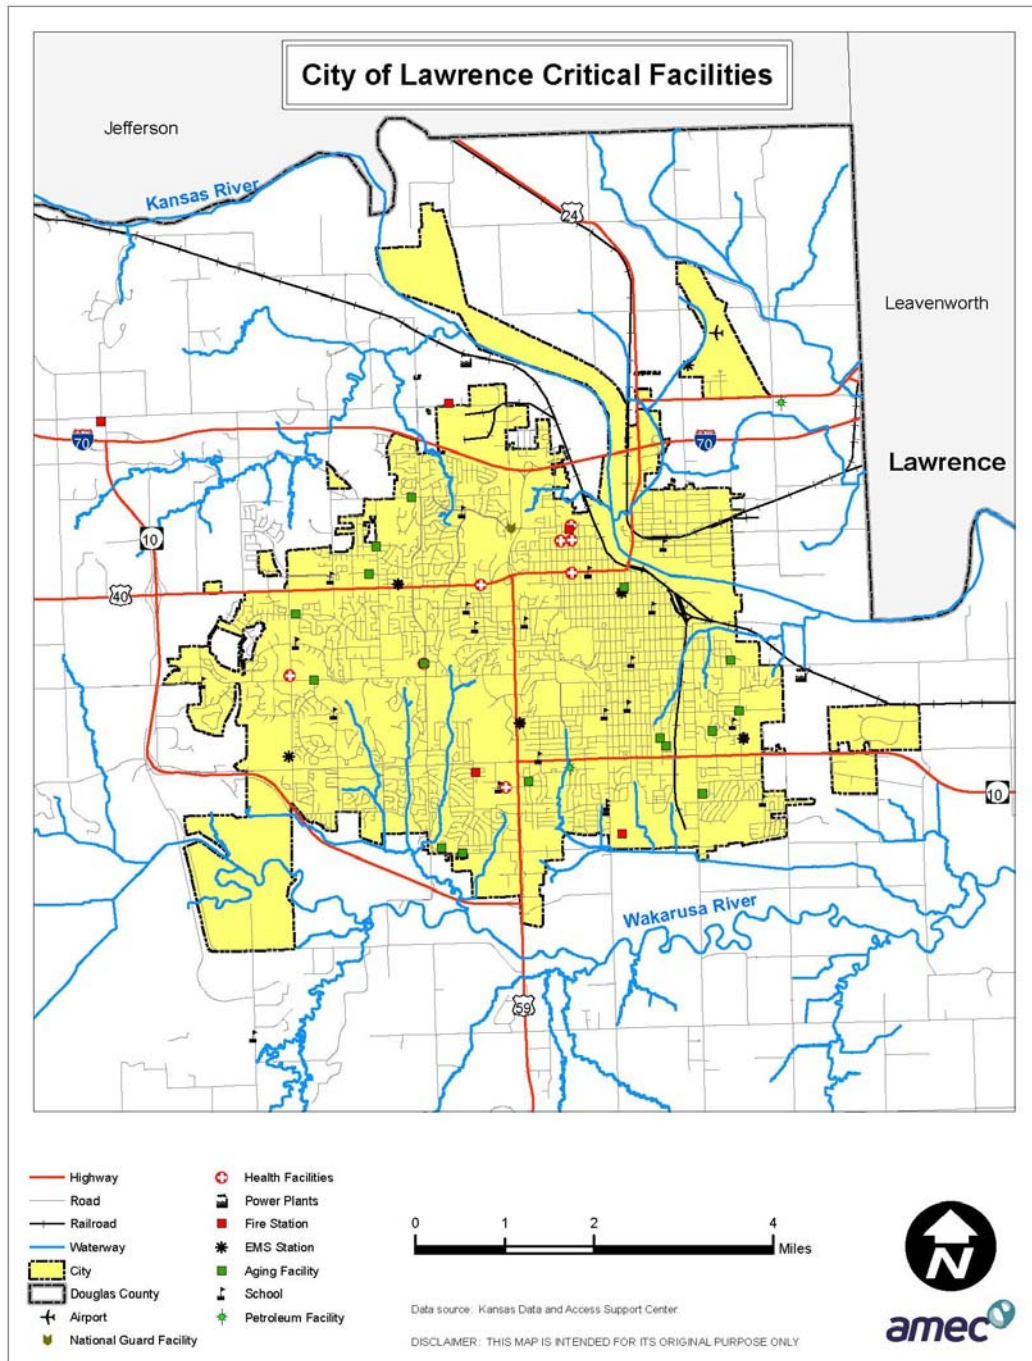 City of Lawrence Critical Facilities
Jefferson
Kansas River
24
Leavenworth
70
70
Lawrence
10
40
10
Wakarusa River
59
Highway
Road
Railroad
Waterway
City
Douglas County
Airport
National Guard Facility
Health Facilities
Power Plants
Fire Station
EMS Station
Aging Facility
School
Petroleum Facility
0 1 2 4
Miles
Data source: Kansas Data and Access Support Center
DISCLAIMER: THIS MAP IS INTENDED FOR ITS ORIGINAL PURPOSE ONLY
N
amec